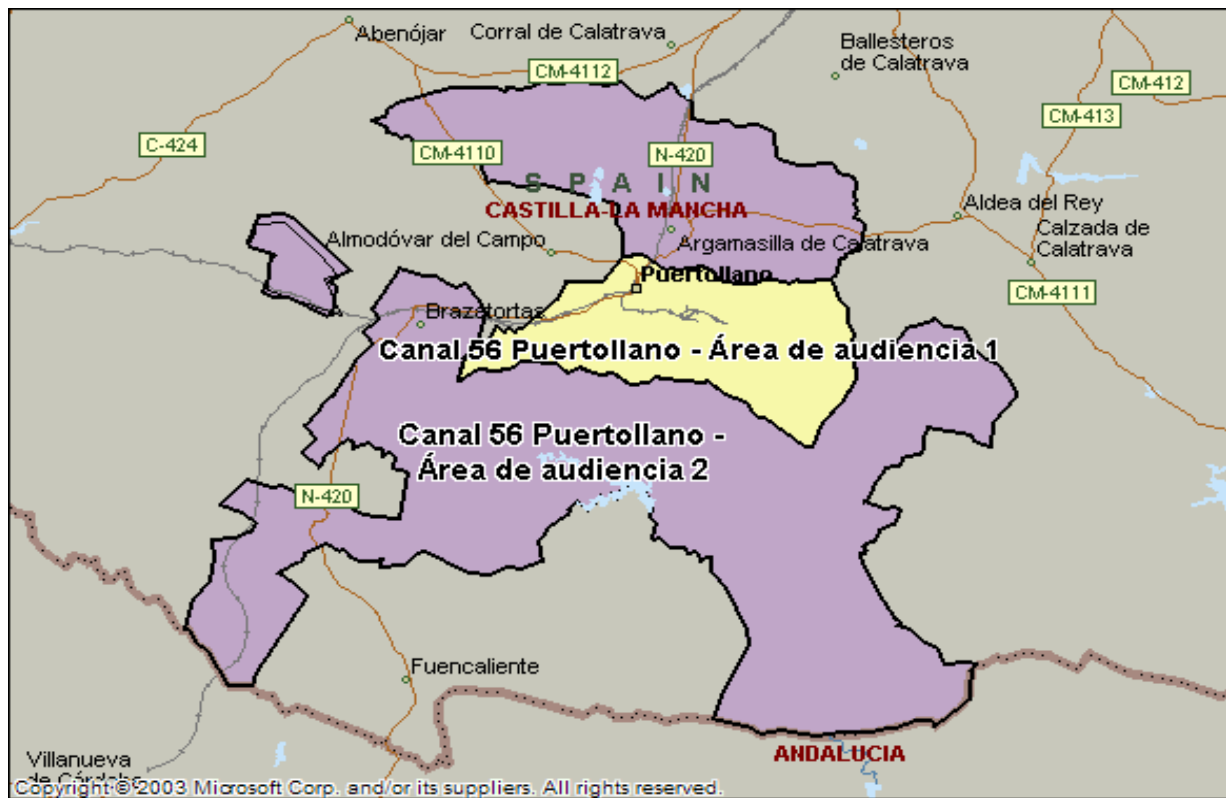 Abenójar
Corral de Calatrava
Ballesteros
de Calatrava
CM-4112
CM-412
CM-413
C-424
CM-4110
N-420
S P A I N
CASTILLA-LA MANCHA
Aldea del Rey
Almodóvar del Campo
Argamasilla de Calatrava
Calzada de
Calatrava
Puertollano
CM-4111
Brazatortas
Canal 56 Puertollano - Área de audiencia 1
Canal 56 Puertollano -
Área de audiencia 2
N-420
Fuencaliente
ANDALUCIA
Villanueva
de Córdoba
Copyright © 2003 Microsoft Corp. and/or its suppliers. All rights reserved.